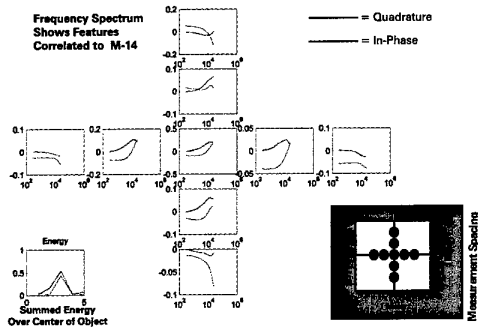 Frequency Spectrum
Shows Features
Correlated to M-14
= Quadrature
= In-Phase
0.2
0
-0.2
10² 10⁴ 10⁶
0.1
0
-0.1
10² 10⁴ 10⁶
0.1
0
-0.1
10² 10⁴ 10⁶
0.2
0
-0.2
10² 10⁴ 10⁶
0.5
0
-0.5
10² 10⁴ 10⁶
0.05
0
-0.05
10² 10⁴ 10⁶
0.1
0
-0.1
10² 10⁴ 10⁶
0.1
0
-0.1
10² 10⁴ 10⁶
0
-0.05
-0.1
Energy
1
0.5
0
0 5
Summed Energy
Over Center of Object
Measurement Spacing